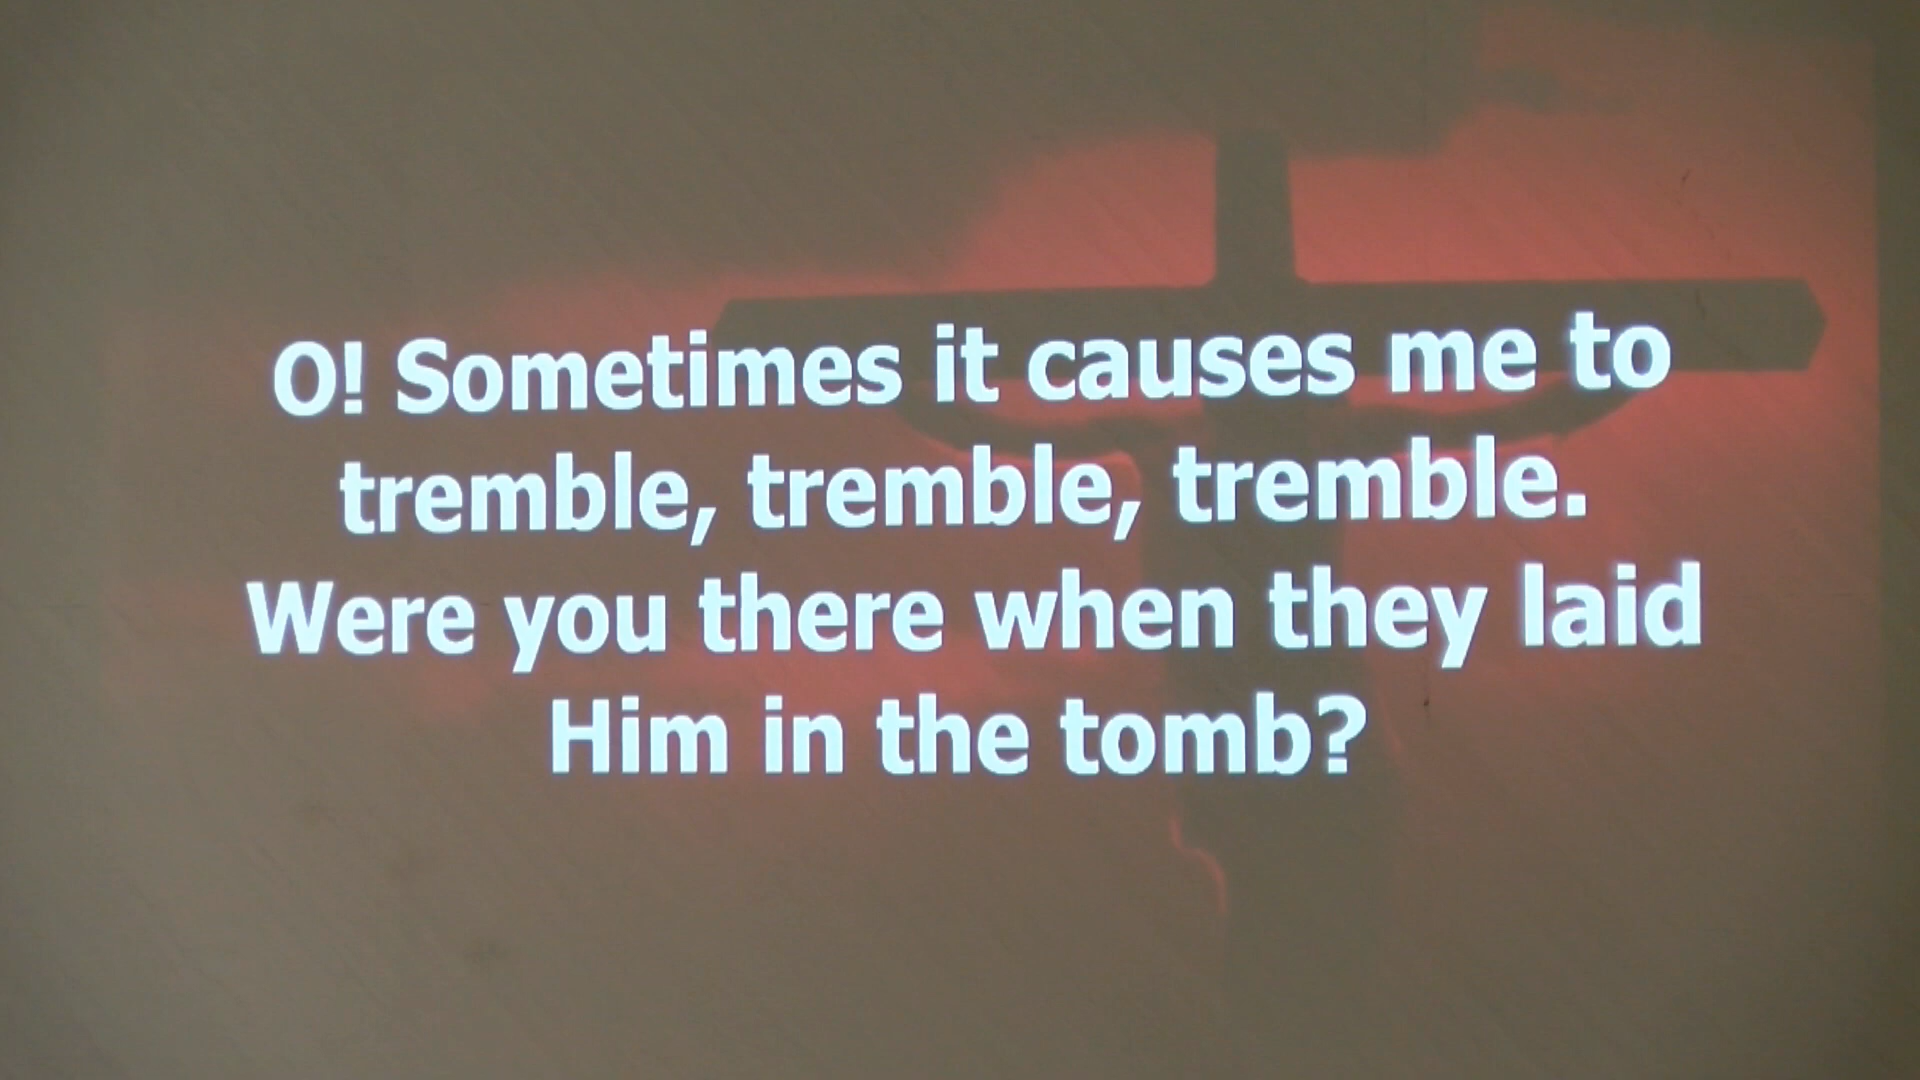 O! Sometimes it causes me to
tremble, tremble, tremble.
Were you there when they laid
Him in the tomb?